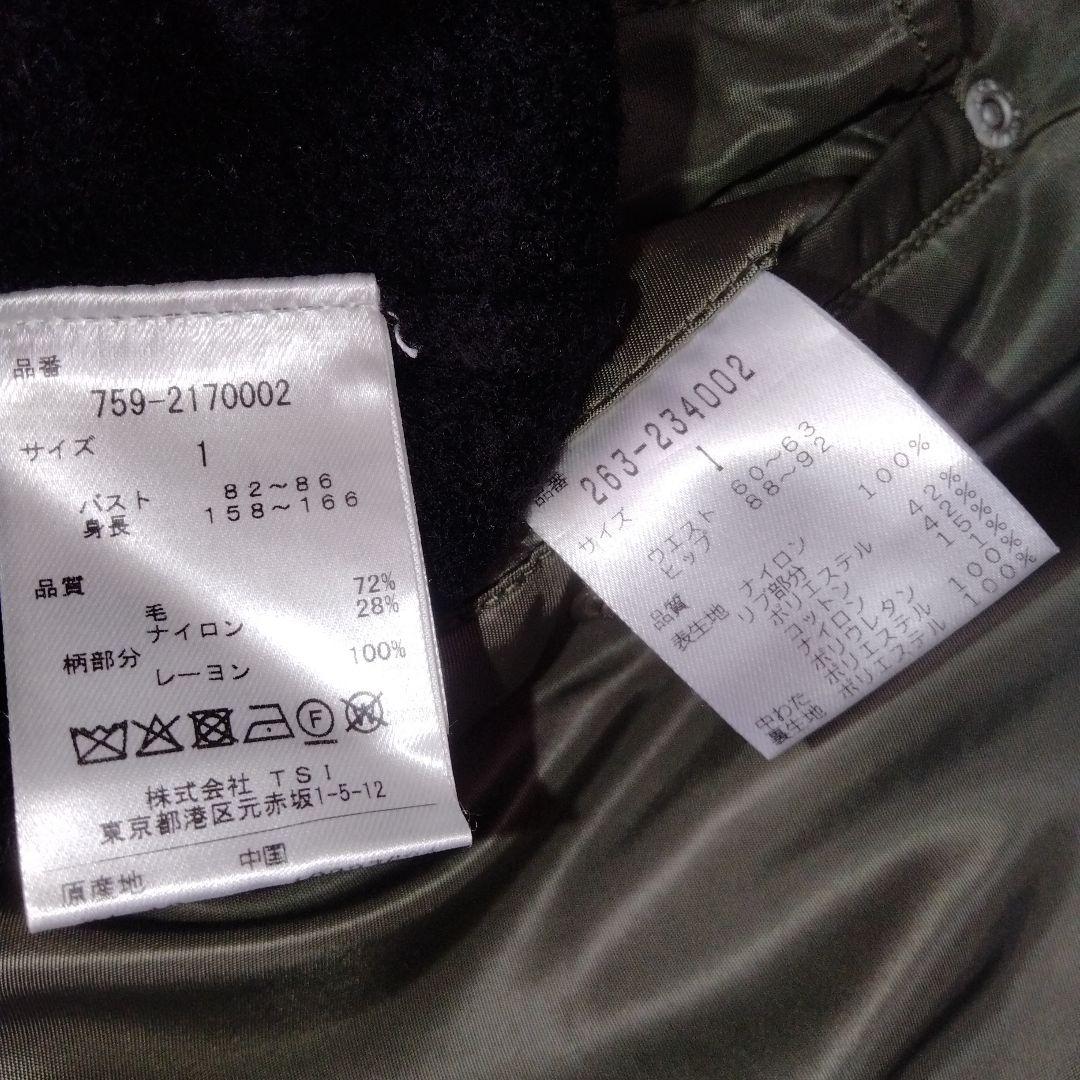 品番
759-2170002
サイズ 1
バスト 82～86
身長 158～166
品質
毛 72%
ナイロン 28%
柄部分
レーヨン 100%
F
W
株式会社 TSI
東京都港区元赤坂1-5-12
原産地 中国
品番 263-234002
サイズ 1
ウエスト 60～63
ヒップ 88～92
品質
表生地 ナイロン 100%
リブ部分
ポリエステル 42%
コットン 42%
ナイロン 15%
ポリウレタン 1%
中わた ポリエステル 100%
裏生地 ポリエステル 100%